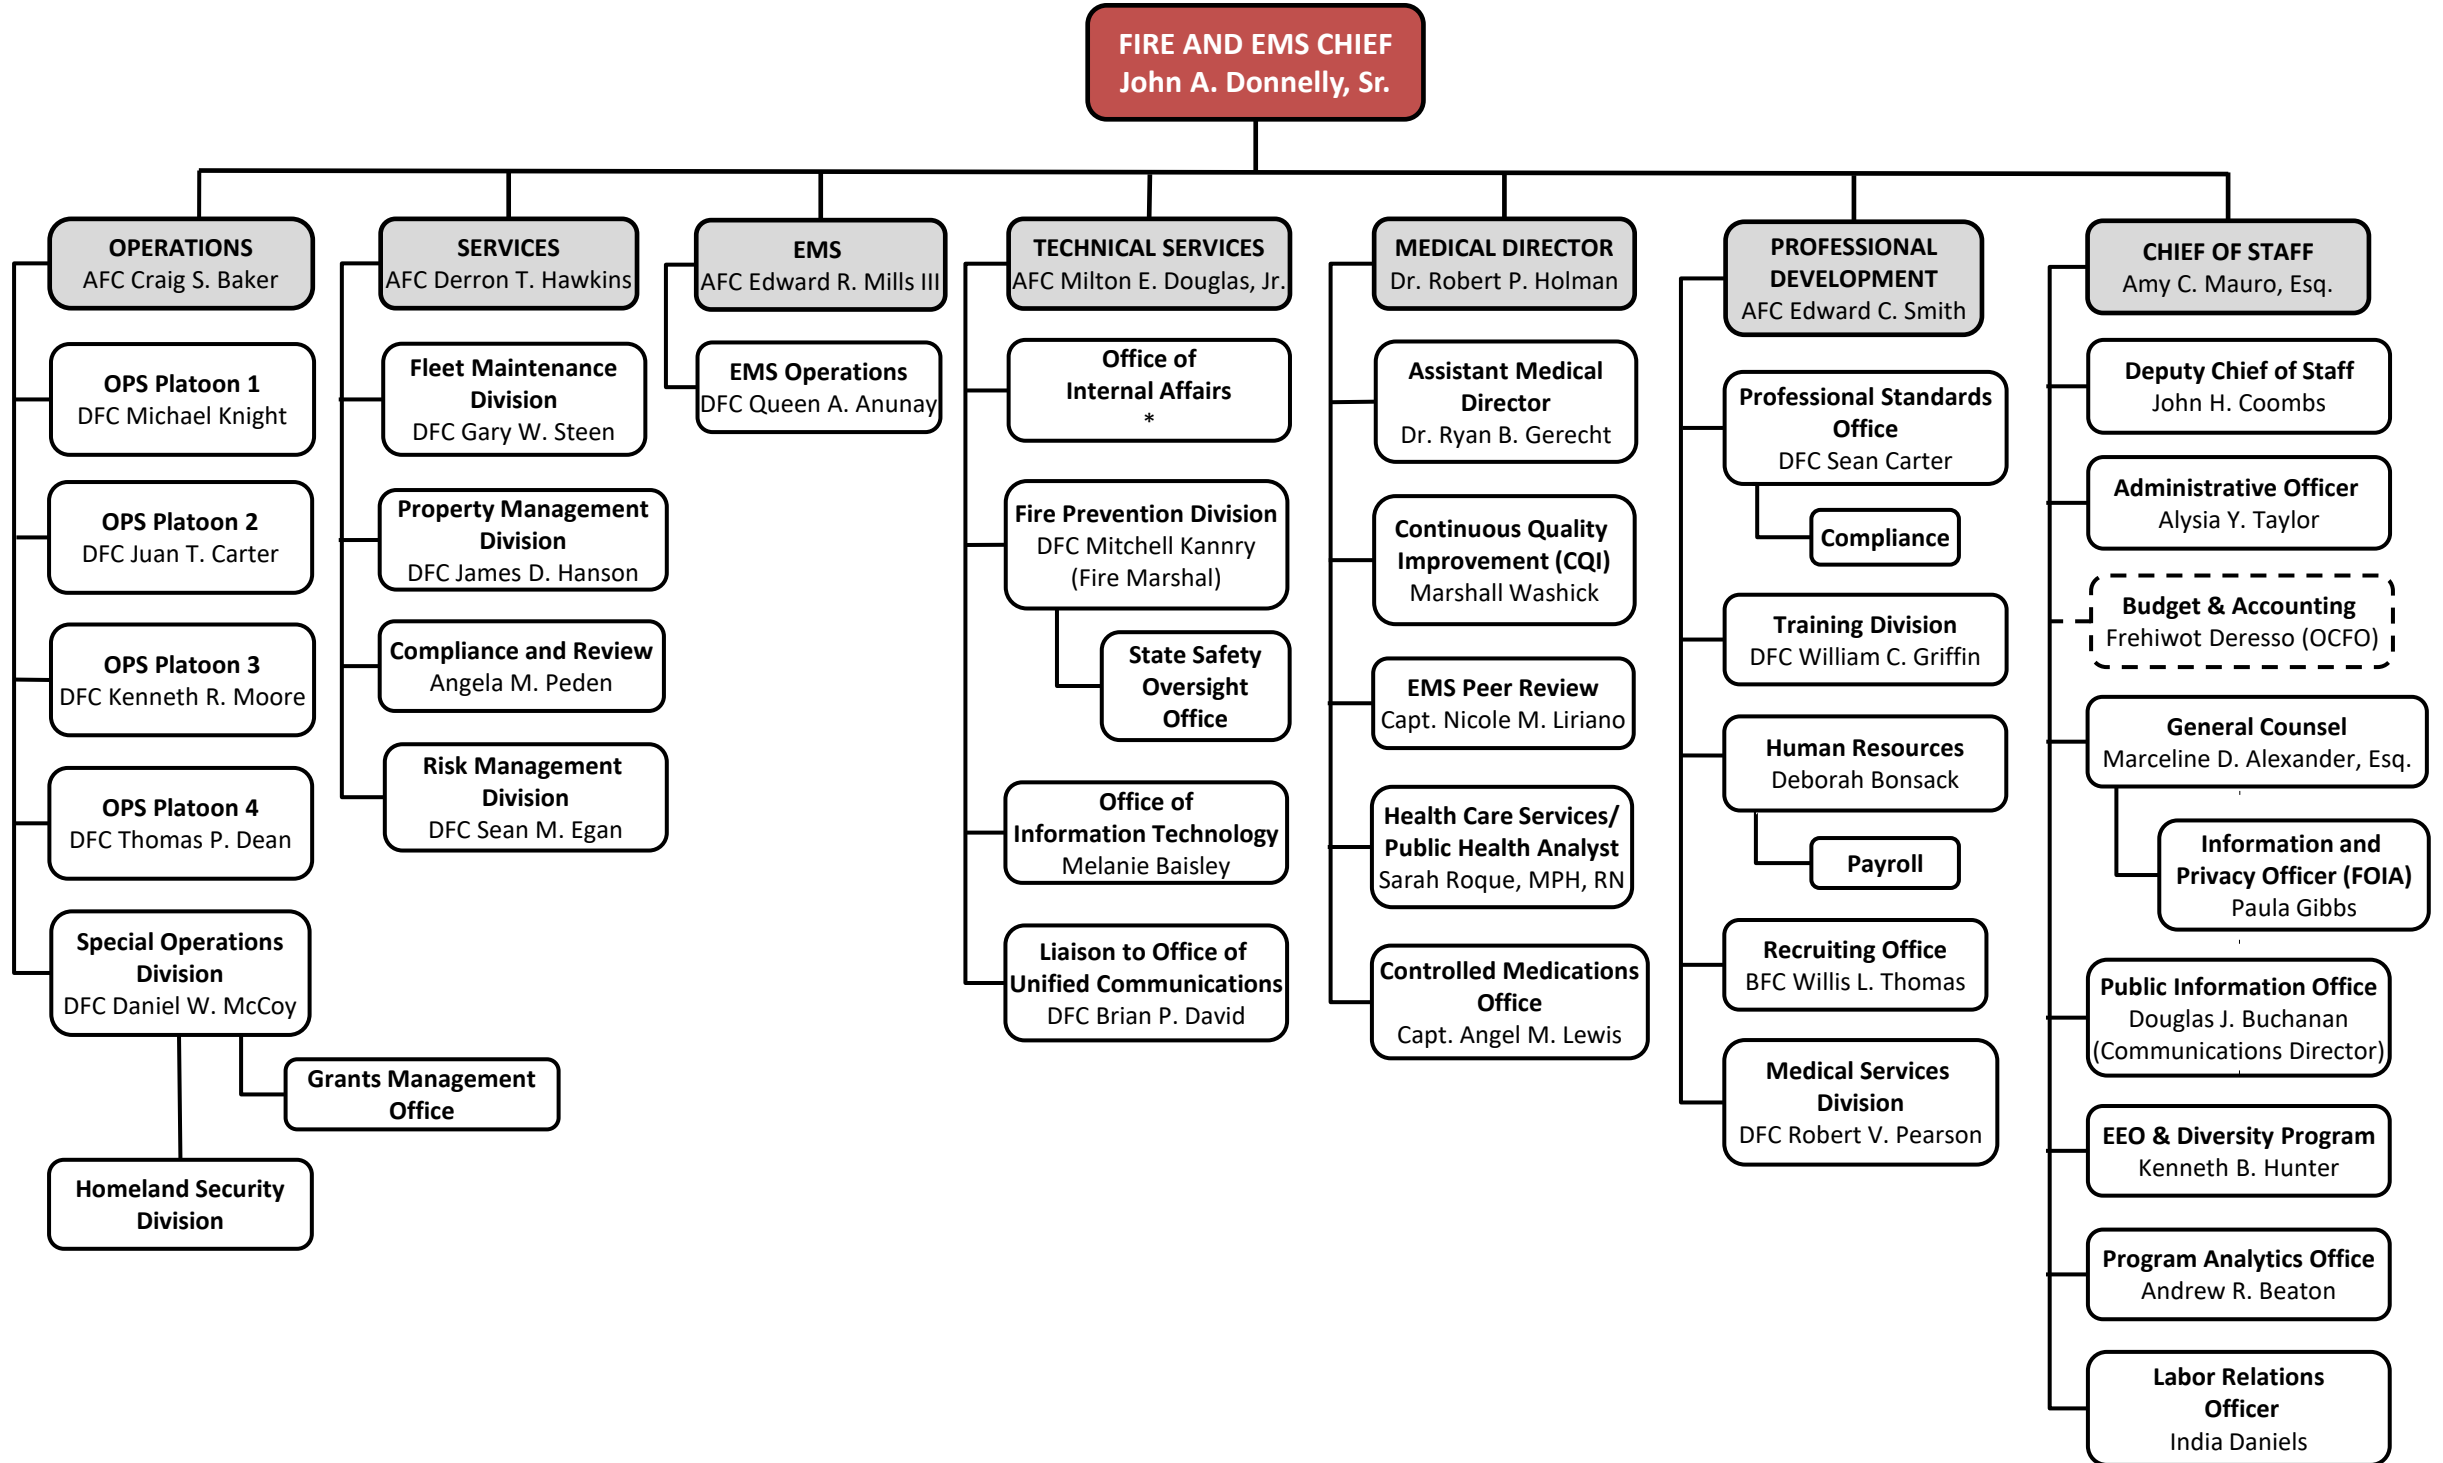 FIRE AND EMS CHIEF
John A. Donnelly, Sr.
OPERATIONS
AFC Craig S. Baker
OPS Platoon 1
DFC Michael Knight
OPS Platoon 2
DFC Juan T. Carter
OPS Platoon 3
DFC Kenneth R. Moore
OPS Platoon 4
DFC Thomas P. Dean
Special Operations
Division
DFC Daniel W. McCoy
Grants Management
Office
Homeland Security
Division
SERVICES
AFC Derron T. Hawkins
Fleet Maintenance
Division
DFC Gary W. Steen
Property Management
Division
DFC James D. Hanson
Compliance and Review
Angela M. Peden
Risk Management
Division
DFC Sean M. Egan
EMS
AFC Edward R. Mills III
EMS Operations
DFC Queen A. Anunay
TECHNICAL SERVICES
AFC Milton E. Douglas, Jr.
Office of
Internal Affairs
*
Fire Prevention Division
DFC Mitchell Kannry
(Fire Marshal)
State Safety
Oversight
Office
Office of
Information Technology
Melanie Baisley
Liaison to Office of
Unified Communications
DFC Brian P. David
MEDICAL DIRECTOR
Dr. Robert P. Holman
Assistant Medical
Director
Dr. Ryan B. Gerecht
Continuous Quality
Improvement (CQI)
Marshall Washick
EMS Peer Review
Capt. Nicole M. Liriano
Health Care Services/
Public Health Analyst
Sarah Roque, MPH, RN
Controlled Medications
Office
Capt. Angel M. Lewis
PROFESSIONAL
DEVELOPMENT
AFC Edward C. Smith
Professional Standards
Office
DFC Sean Carter
Compliance
Training Division
DFC William C. Griffin
Human Resources
Deborah Bonsack
Payroll
Recruiting Office
BFC Willis L. Thomas
Medical Services
Division
DFC Robert V. Pearson
CHIEF OF STAFF
Amy C. Mauro, Esq.
Deputy Chief of Staff
John H. Coombs
Administrative Officer
Alysia Y. Taylor
Budget & Accounting
Frehiwot Deresso (OCFO)
General Counsel
Marceline D. Alexander, Esq.
Information and
Privacy Officer (FOIA)
Paula Gibbs
Public Information Office
Douglas J. Buchanan
(Communications Director)
EEO & Diversity Program
Kenneth B. Hunter
Program Analytics Office
Andrew R. Beaton
Labor Relations
Officer
India Daniels